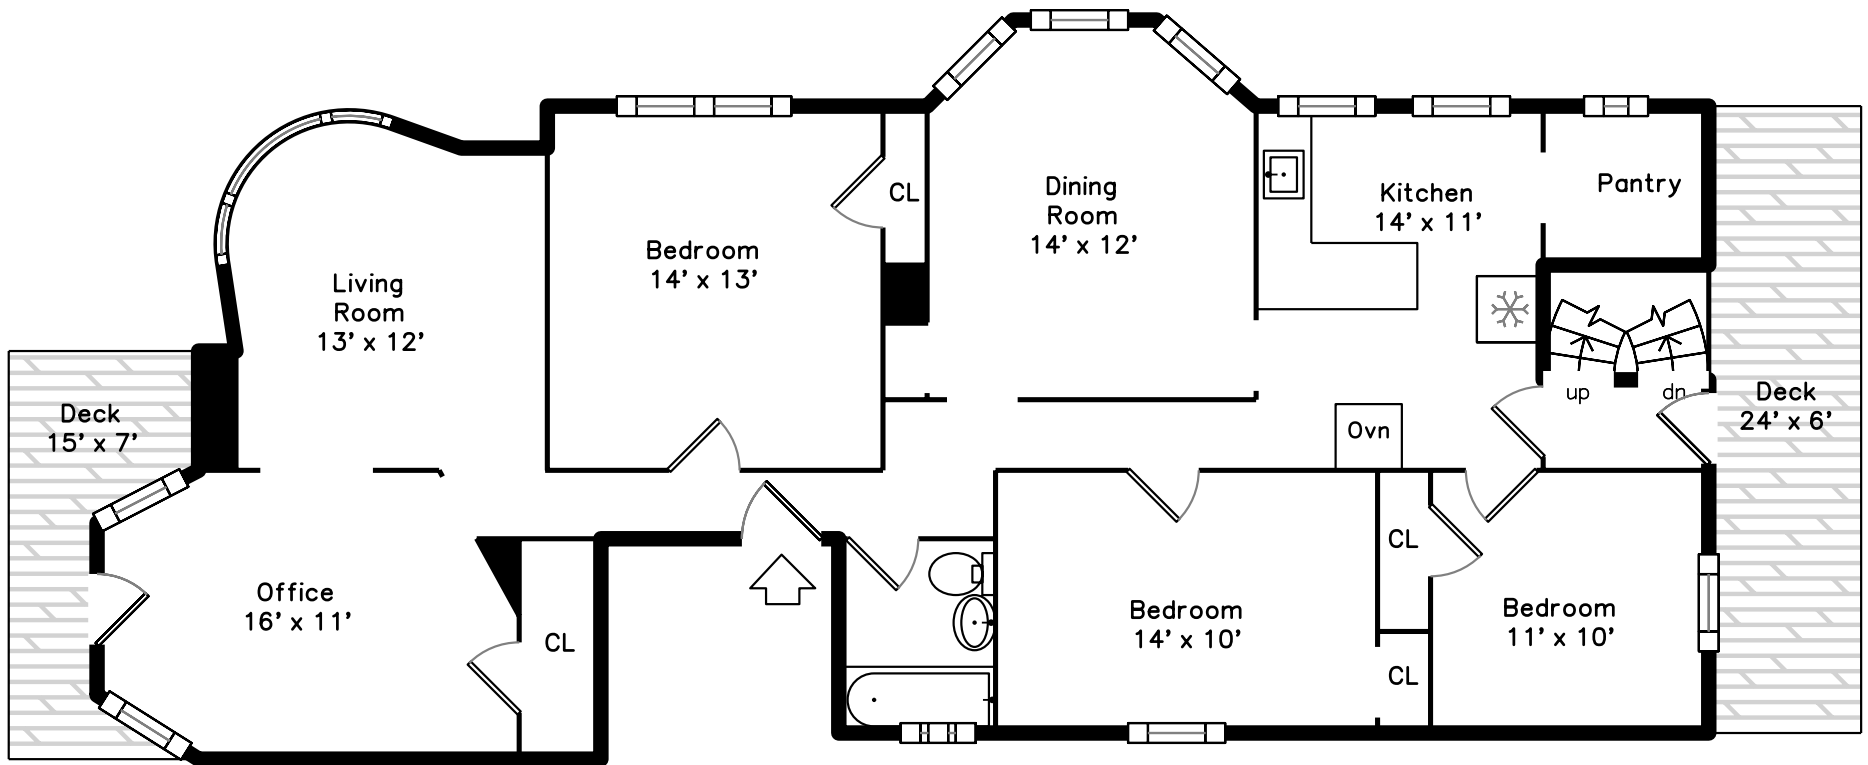 Dining
Room
14' x 12'
Kitchen
14' x 11'
Pantry
CL
Bedroom
14' x 13'
Living
Room
13' x 12'
Deck
15' x 7'
up
dn
Deck
24' x 6'
Ovn
Office
16' x 11'
CL
Bedroom
14' x 10'
CL
CL
Bedroom
11' x 10'